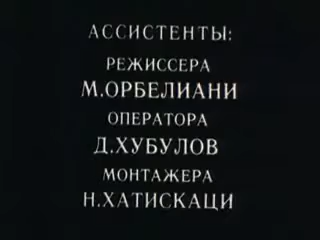 АССИСТЕНТЫ:
РЕЖИССЕРА
М.ОРБЕЛИАНИ
ОПЕРАТОРА
Д.ХУБУЛОВ
МОНТАЖЕРА
Н.ХАТИСКАЦИ